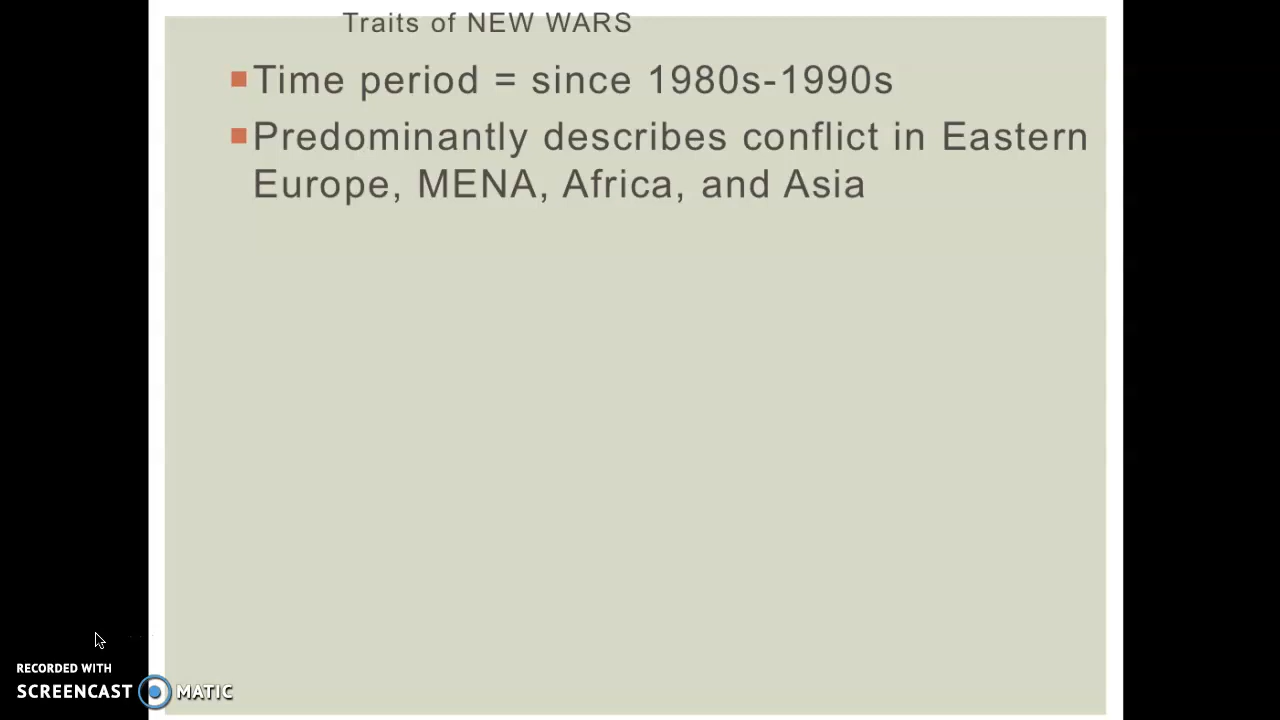 Traits of NEW WARS
Time period = since 1980s-1990s
Predominantly describes conflict in Eastern
Europe, MENA, Africa, and Asia
RECORDED WITH
SCREENCAST MATIC